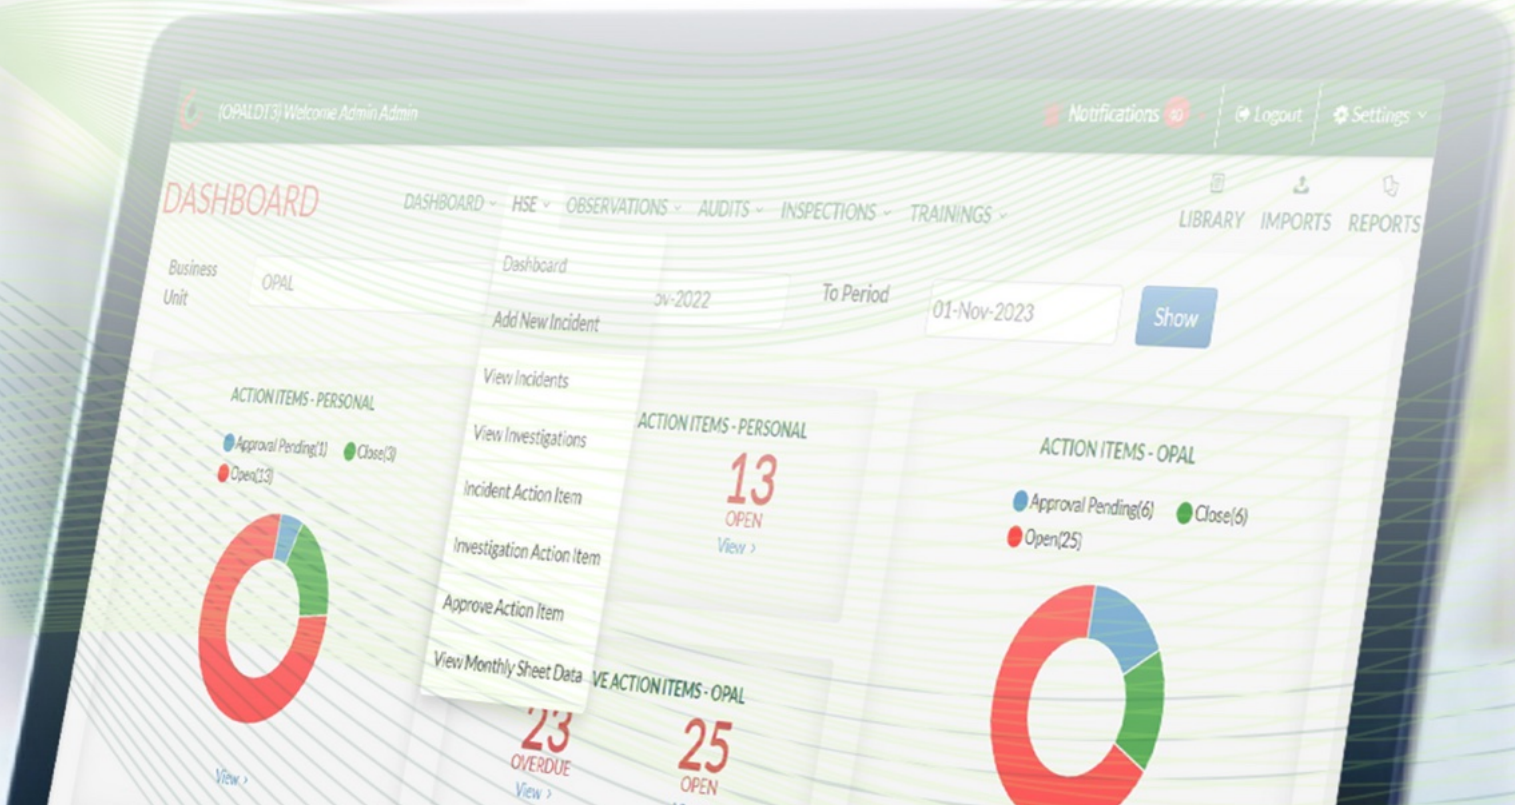 (OPALDT3) Welcome Admin Admin
Notifications
Logout
Settings
DASHBOARD
DASHBOARD HSE OBSERVATIONS AUDITS INSPECTIONS TRAININGS
LIBRARY IMPORTS REPORTS
Business
Unit
OPAL
ov-2022
To Period
01-Nov-2023
Show
Dashboard
Add New Incident
View Incidents
View Investigations
Incident Action Item
Investigation Action Item
Approve Action Item
View Monthly Sheet Data
ACTION ITEMS - PERSONAL
Approval Pending(1) Close(3)
Open(13)
View >
ACTION ITEMS - PERSONAL
13
OPEN
View >
VE ACTION ITEMS - OPAL
23 25
OVERDUE OPEN
View >
ACTION ITEMS - OPAL
Approval Pending(6) Close(6)
Open(25)